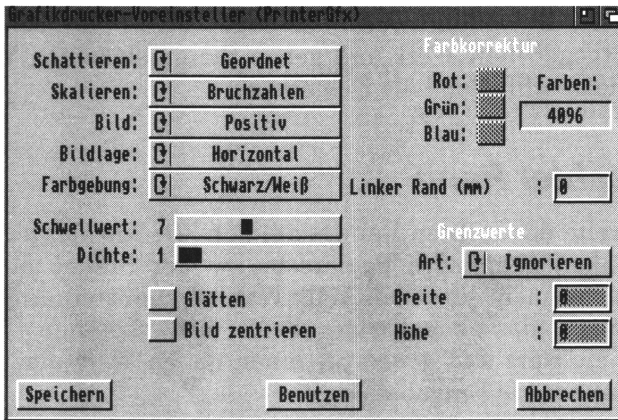 Grafikdrucker-Voreinsteller (PrinterGfx)
Schattieren: Geordnet
Skalieren: Bruchzahlen
Bild: Positiv
Bildlage: Horizontal
Farbgebung: Schwarz/Weiß
Schwellwert: 7
Dichte: 1
Glätten
Bild zentrieren
Farbkorrektur
Rot:
Grün:
Blau:
Farben:
4096
Linker Rand (mm) : 0
Grenzwerte
Art: Ignorieren
Breite : 0
Höhe : 0
Speichern
Benutzen
Abbrechen